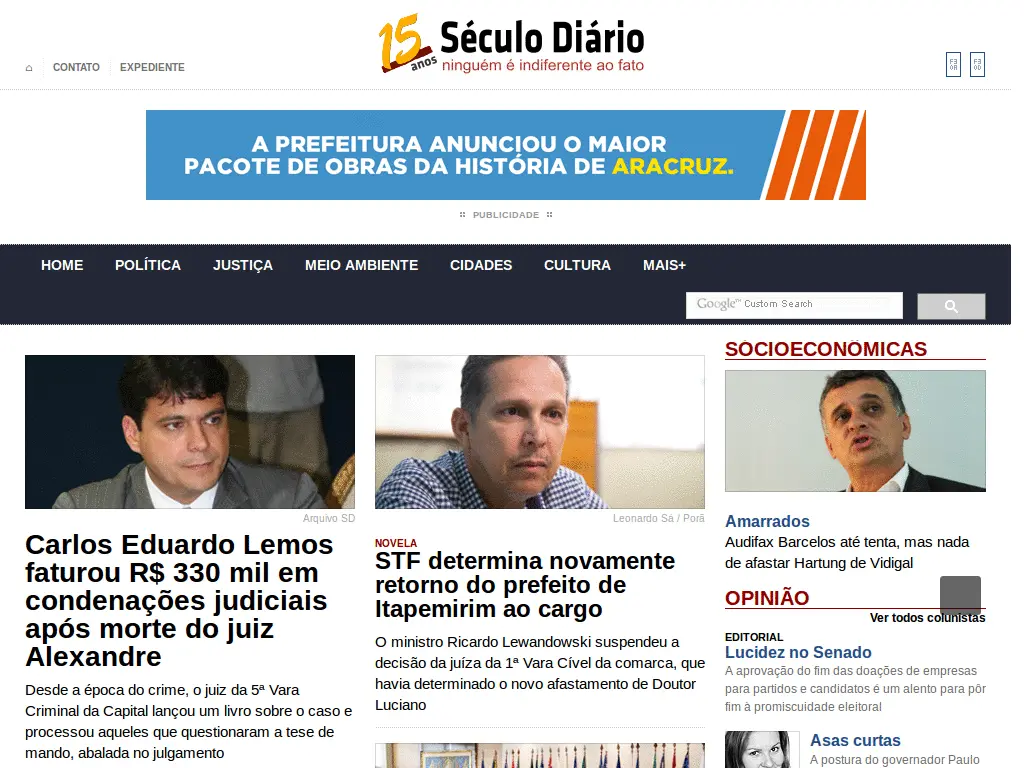 15 anos
Século Diário
ninguém é indiferente ao fato
CONTATO
EXPEDIENTE
A PREFEITURA ANUNCIOU O MAIOR
PACOTE DE OBRAS DA HISTÓRIA DE ARACRUZ.
PUBLICIDADE
HOME
POLÍTICA
JUSTIÇA
MEIO AMBIENTE
CIDADES
CULTURA
MAIS+
Google™ Custom Search
Arquivo SD
Carlos Eduardo Lemos
faturou R$ 330 mil em
condenações judiciais
após morte do juiz
Alexandre
Desde a época do crime, o juiz da 5ª Vara
Criminal da Capital lançou um livro sobre o caso e
processou aqueles que questionaram a tese de
mando, abalada no julgamento
Leonardo Sá / Porã
NOVELA
STF determina novamente
retorno do prefeito de
Itapemirim ao cargo
O ministro Ricardo Lewandowski suspendeu a
decisão da juíza da 1ª Vara Cível da comarca, que
havia determinado o novo afastamento de Doutor
Luciano
SOCIOECONÔMICAS
Amarrados
Audifax Barcelos até tenta, mas nada
de afastar Hartung de Vidigal
OPINIÃO
Ver todos colunistas
EDITORIAL
Lucidez no Senado
A aprovação do fim das doações de empresas
para partidos e candidatos é um alento para pôr
fim à promiscuidade eleitoral
Asas curtas
A postura do governador Paulo